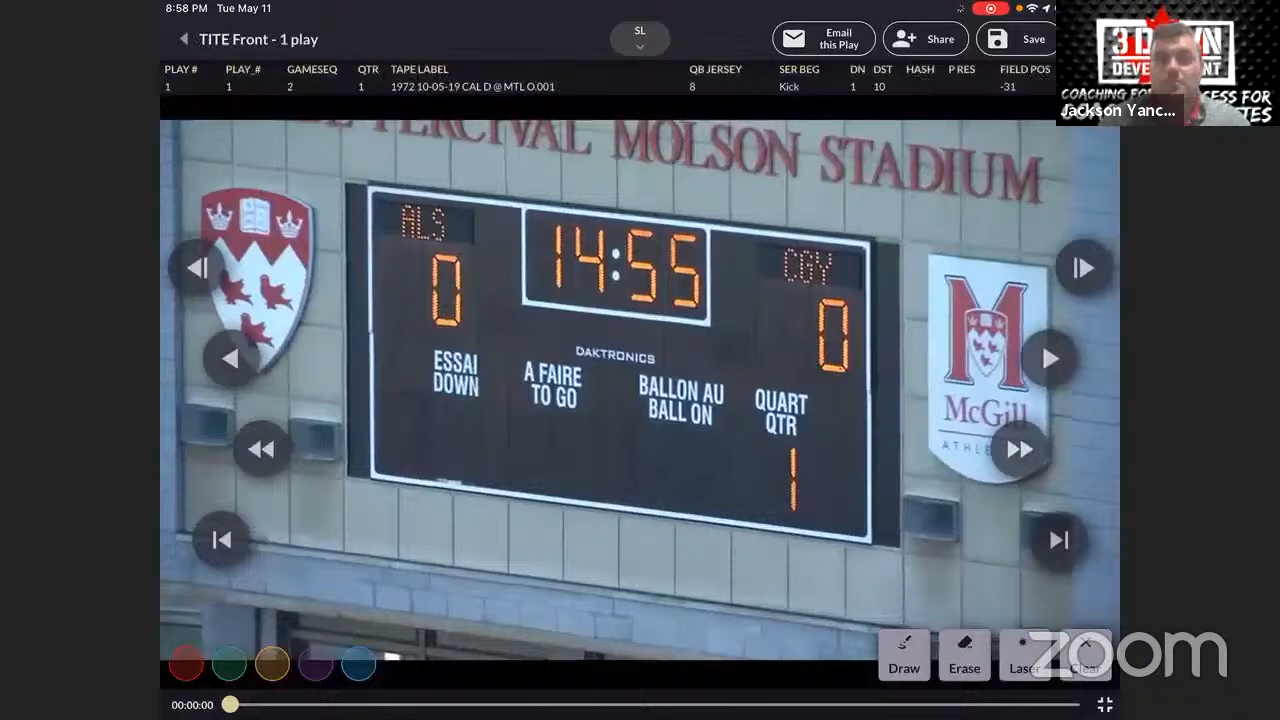 8:58 PM Tue May 11
TITE Front - 1 play
SL
Email
this Play
Share
Save
PLAY # PLAY_# GAMESEQ QTR TAPE LABEL QB JERSEY SER BEG DN DST HASH P RES FIELD POS
1 1 2 1 1972 10-05-19 CAL D @ MTL O.001 8 Kick 1 10 -31
COACHING FOR
CESS FOR
Jackson Yanc...
PERCIVAL MOLSON STADIUM
ALS
14:55
CGY
0
0
DAKTRONICS
ESSAI
DOWN
A FAIRE
TO GO
BALLON AU
BALL ON
QUART
QTR
1
McGill
Draw
Erase
Laser
Clear
zoom
00:00:00